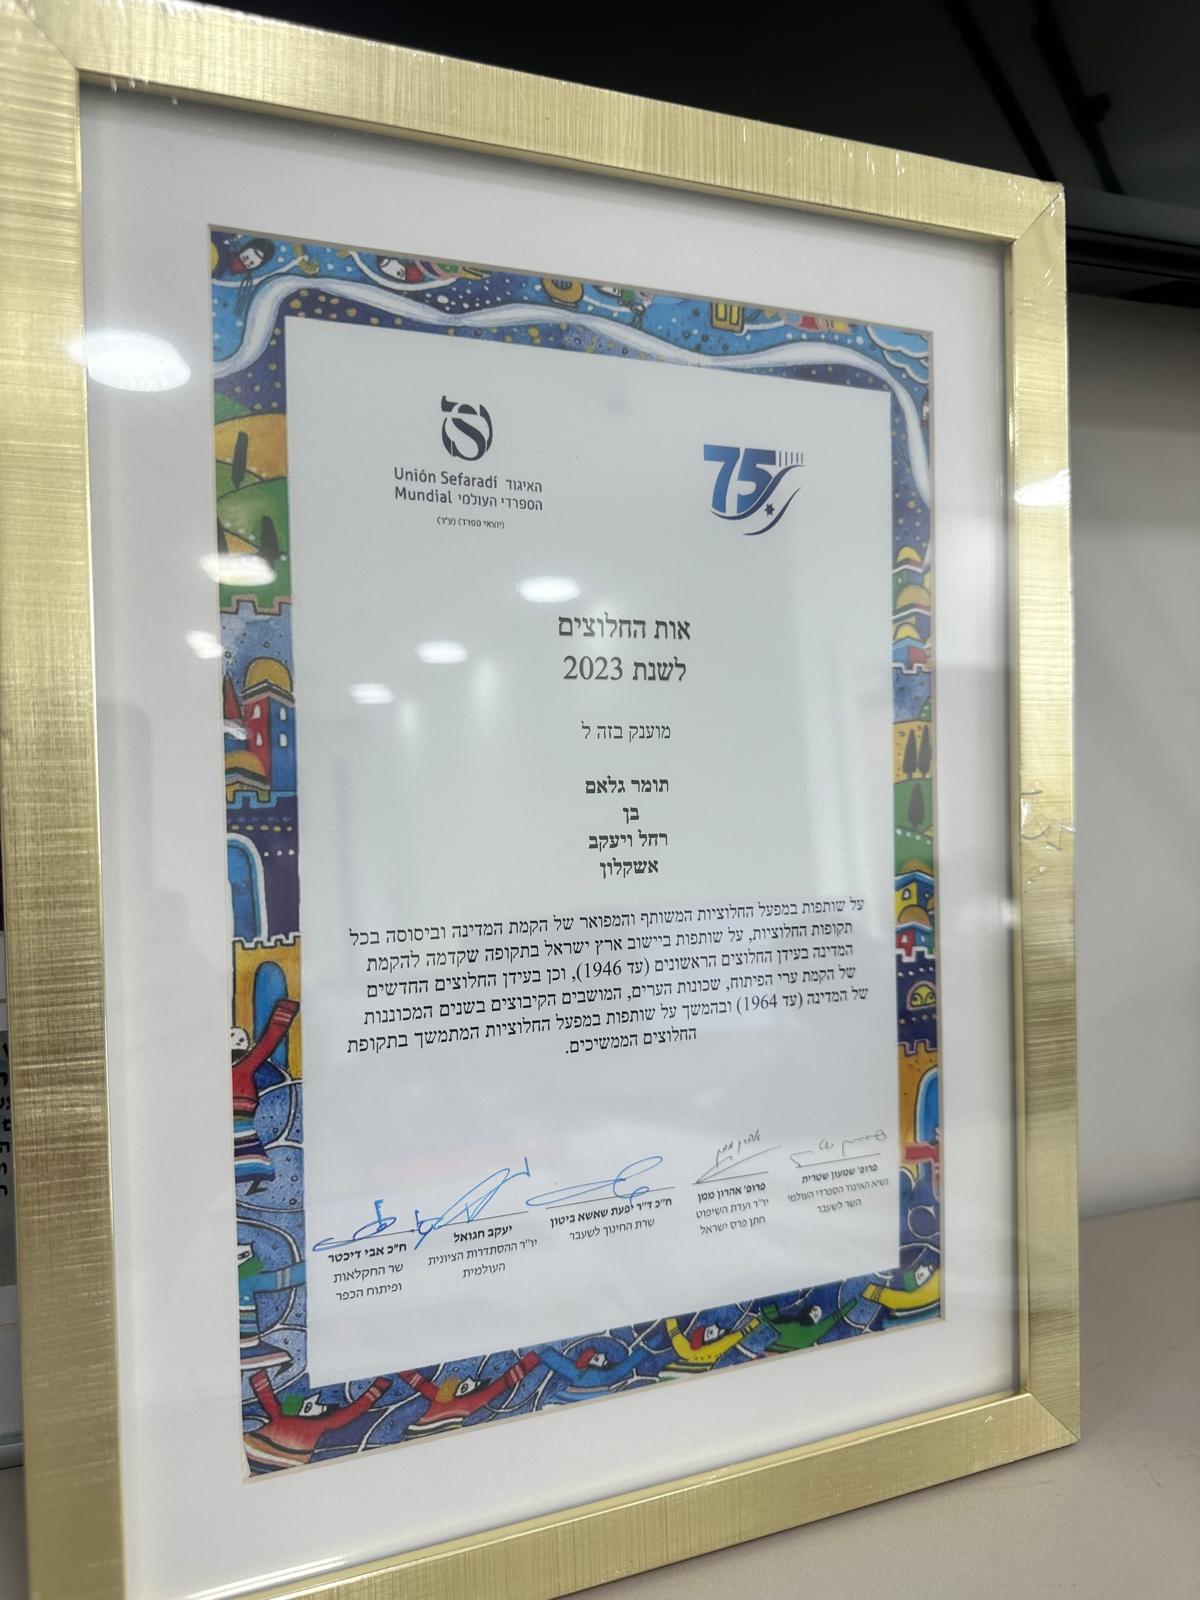 Unión Sefaradí האיגוד
Mundial הספרדי העולמי
(יוצאי ספרד) (ע"ר)
75
אות החלוצים
לשנת 2023
מוענק בזה ל
תומר גלאם
בן
רחל ויעקב
אשקלון
על שותפות במפעל החלוציות המשותף והמפואר של הקמת המדינה וביסוסה בכל
תקופות החלוציות, על שותפות ביישוב ארץ ישראל בתקופה שקדמה להקמת
המדינה בעידן החלוצים הראשונים (עד 1946), וכן בעידן החלוצים החדשים
של הקמת ערי הפיתוח, שכונות הערים, המושבים הקיבוצים בשנים המכוננות
של המדינה (עד 1964) ובהמשך על שותפות במפעל החלוציות המתמשך בתקופת
החלוצים הממשיכים.
אהרן ממן
פרופ' שמעון שטרית
נשיא האיגוד הספרדי העולמי
השר לשעבר
פרופ' אהרון ממן
יו"ר ועדת השיפוט
חתן פרס ישראל
ח"כ ד"ר יפעת שאשא ביטון
שרת החינוך לשעבר
יעקב חגואל
יו"ר ההסתדרות הציונית
העולמית
ח"כ אבי דיכטר
שר החקלאות
ופיתוח הכפר